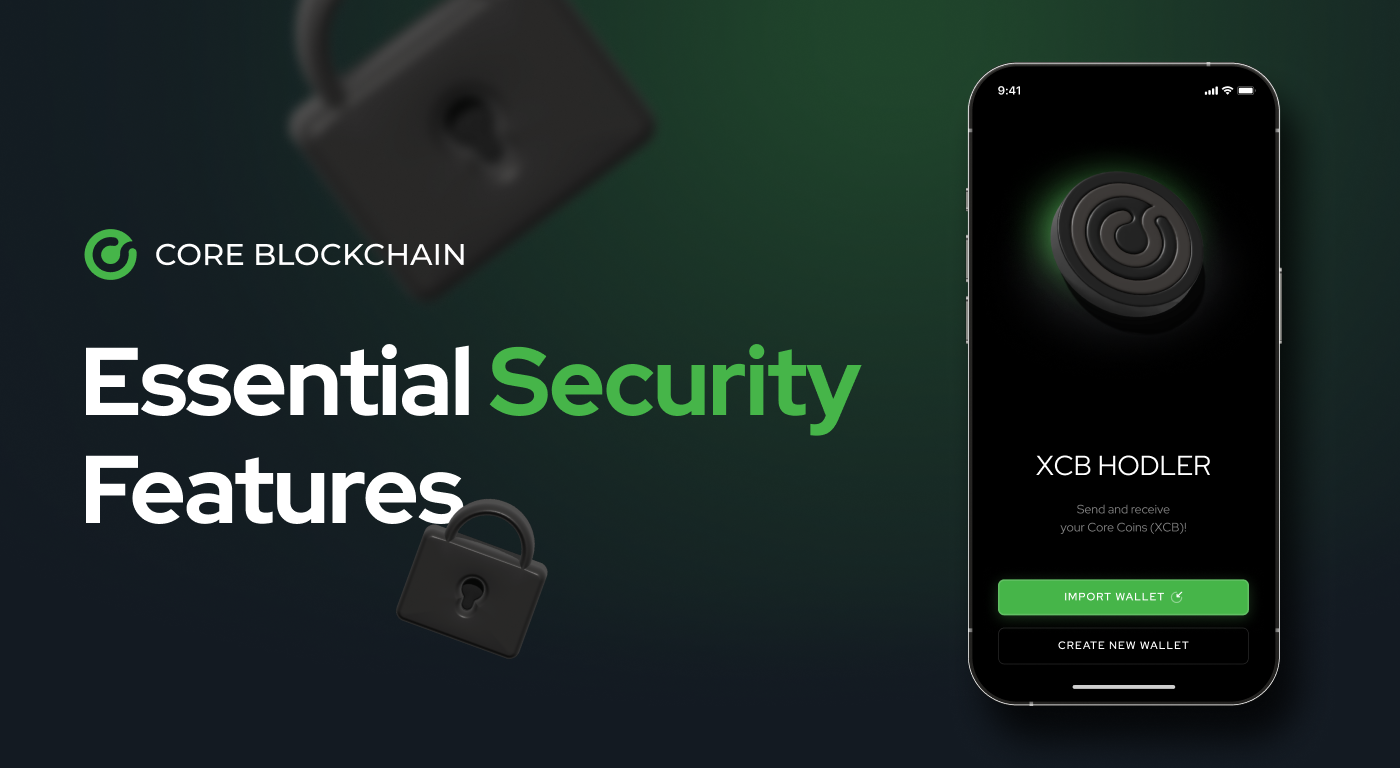 CORE BLOCKCHAIN
Essential Security
Features
9:41
XCB HODLER
Send and receive
your Core Coins (XCB)!
IMPORT WALLET
CREATE NEW WALLET